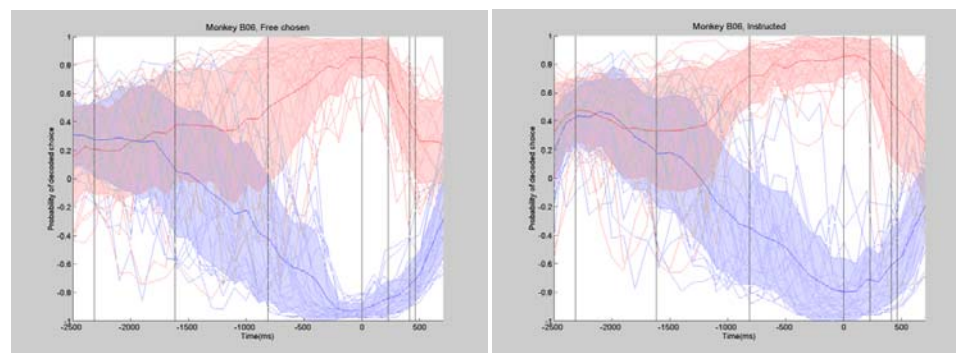 Monkey B06, Free chosen
Probability of decoded choice
1
0.8
0.6
0.4
0.2
0
-0.2
-0.4
-0.6
-0.8
-1
-2500 -2000 -1500 -1000 -500 0 500
Time(ms)
Monkey B06, Instructed
Probability of decoded choice
1
0.8
0.6
0.4
0.2
0
-0.2
-0.4
-0.6
-0.8
-1
-2500 -2000 -1500 -1000 -500 0 500
Time(ms)